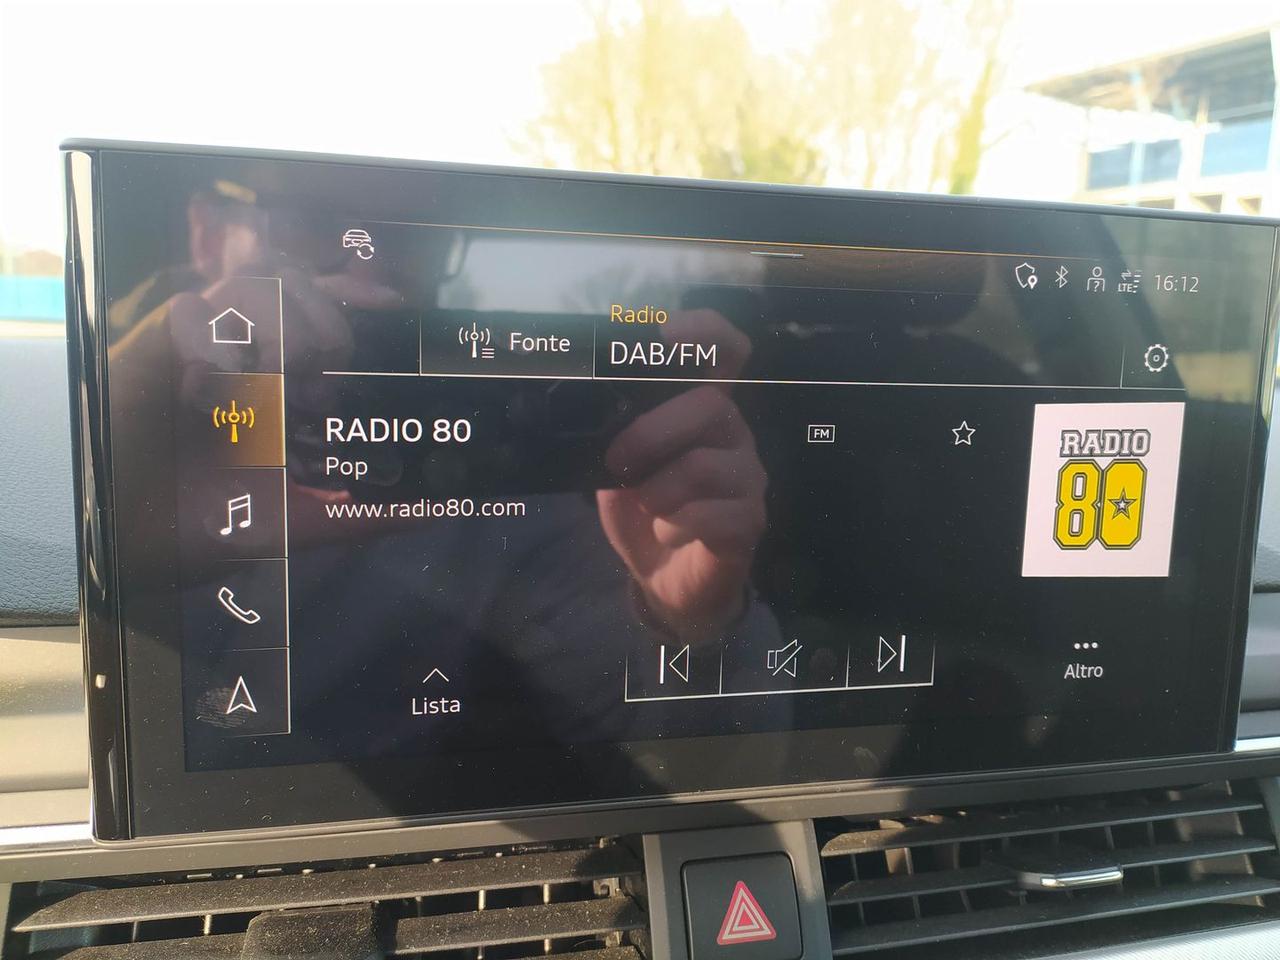 LTE
16:12
Fonte
Radio
DAB/FM
RADIO 80
Pop
www.radio80.com
FM
RADIO
80
Lista
Altro